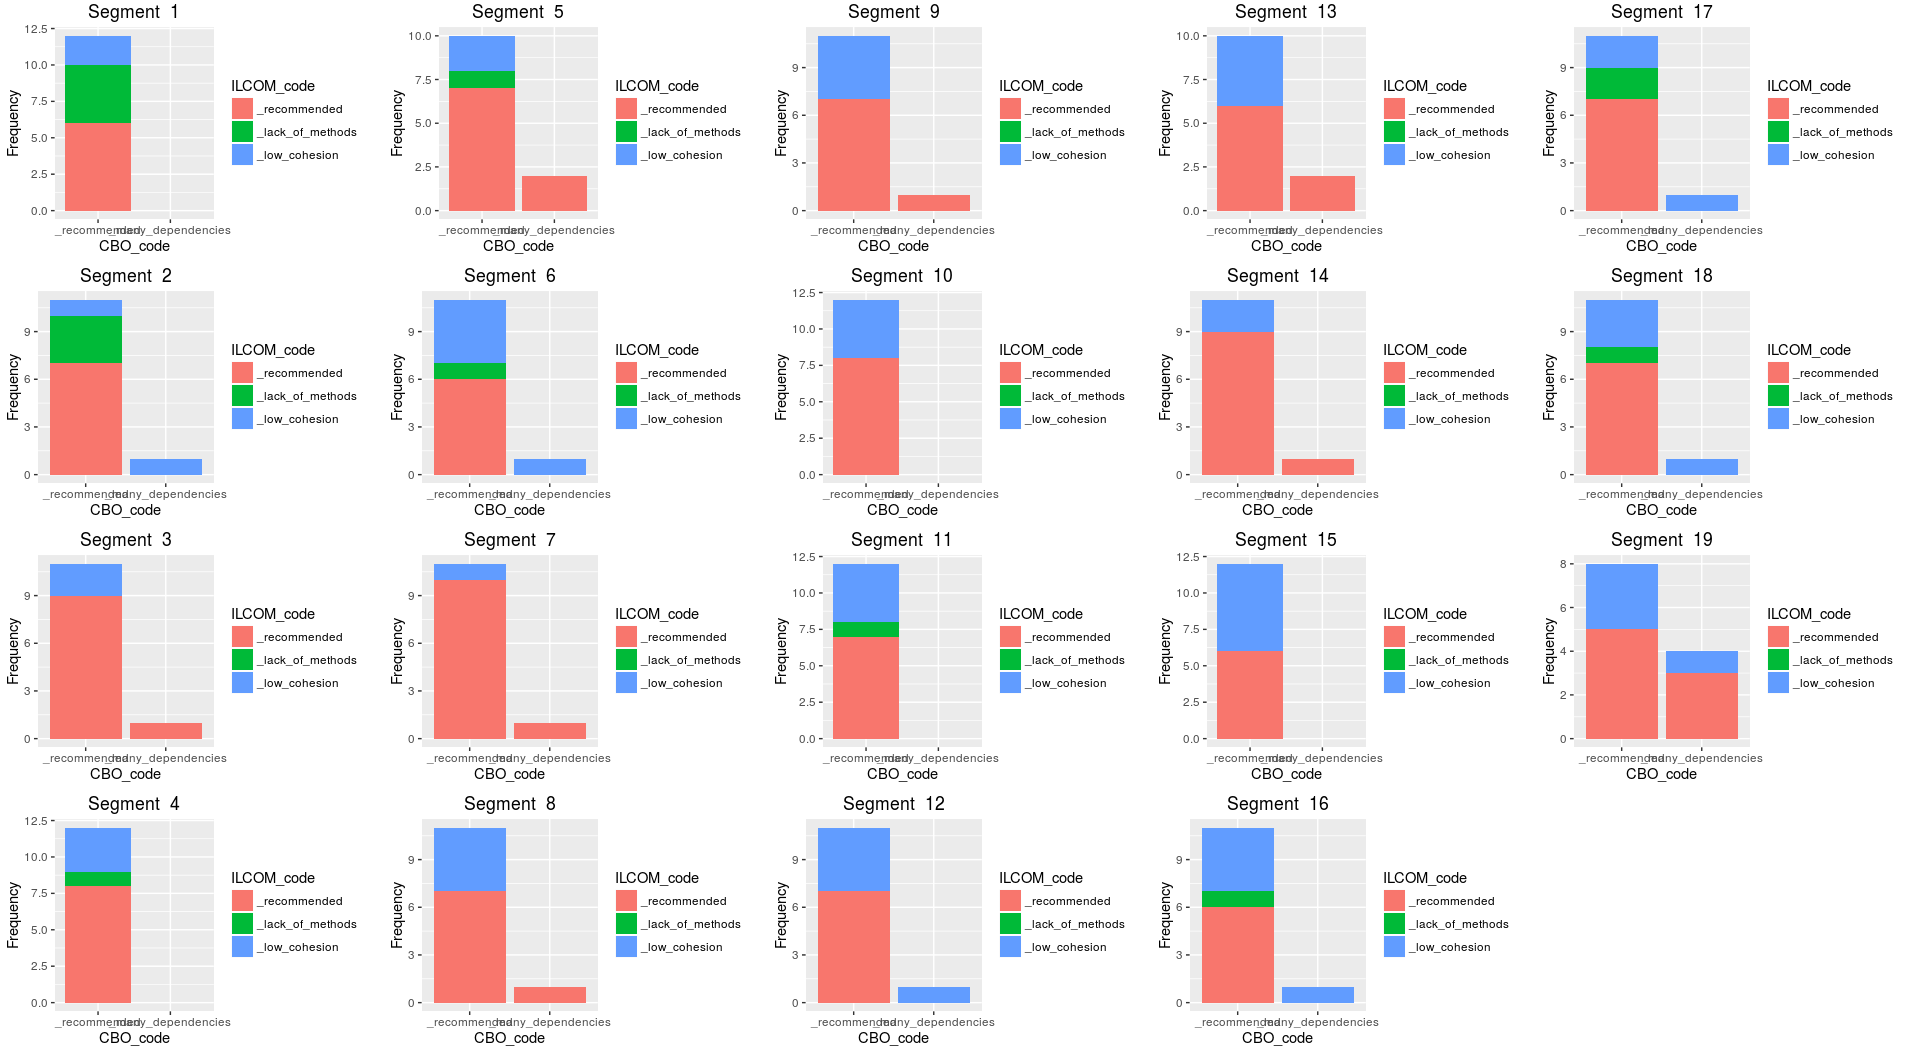 Segment 1
12.5
10.0
7.5
5.0
2.5
0.0
Frequency
_recommended _many_dependencies
CBO_code
ILCOM_code
_recommended
_lack_of_methods
_low_cohesion
Segment 5
10.0
7.5
5.0
2.5
0.0
Frequency
_recommended _many_dependencies
CBO_code
ILCOM_code
_recommended
_lack_of_methods
_low_cohesion
Segment 9
9
6
3
0
Frequency
_recommended _many_dependencies
CBO_code
ILCOM_code
_recommended
_lack_of_methods
_low_cohesion
Segment 13
10.0
7.5
5.0
2.5
0.0
Frequency
_recommended _many_dependencies
CBO_code
ILCOM_code
_recommended
_lack_of_methods
_low_cohesion
Segment 17
9
6
3
0
Frequency
_recommended _many_dependencies
CBO_code
ILCOM_code
_recommended
_lack_of_methods
_low_cohesion
Segment 2
9
6
3
0
Frequency
_recommended _many_dependencies
CBO_code
ILCOM_code
_recommended
_lack_of_methods
_low_cohesion
Segment 6
9
6
3
0
Frequency
_recommended _many_dependencies
CBO_code
ILCOM_code
_recommended
_lack_of_methods
_low_cohesion
Segment 10
12.5
10.0
7.5
5.0
2.5
0.0
Frequency
_recommended _many_dependencies
CBO_code
ILCOM_code
_recommended
_lack_of_methods
_low_cohesion
Segment 14
9
6
3
0
Frequency
_recommended _many_dependencies
CBO_code
ILCOM_code
_recommended
_lack_of_methods
_low_cohesion
Segment 18
9
6
3
0
Frequency
_recommended _many_dependencies
CBO_code
ILCOM_code
_recommended
_lack_of_methods
_low_cohesion
Segment 3
9
6
3
0
Frequency
_recommended _many_dependencies
CBO_code
ILCOM_code
_recommended
_lack_of_methods
_low_cohesion
Segment 7
9
6
3
0
Frequency
_recommended _many_dependencies
CBO_code
ILCOM_code
_recommended
_lack_of_methods
_low_cohesion
Segment 11
12.5
10.0
7.5
5.0
2.5
0.0
Frequency
_recommended _many_dependencies
CBO_code
ILCOM_code
_recommended
_lack_of_methods
_low_cohesion
Segment 15
12.5
10.0
7.5
5.0
2.5
0.0
Frequency
_recommended _many_dependencies
CBO_code
ILCOM_code
_recommended
_lack_of_methods
_low_cohesion
Segment 19
8
6
4
2
0
Frequency
_recommended _many_dependencies
CBO_code
ILCOM_code
_recommended
_lack_of_methods
_low_cohesion
Segment 4
12.5
10.0
7.5
5.0
2.5
0.0
Frequency
_recommended _many_dependencies
CBO_code
ILCOM_code
_recommended
_lack_of_methods
_low_cohesion
Segment 8
9
6
3
0
Frequency
_recommended _many_dependencies
CBO_code
ILCOM_code
_recommended
_lack_of_methods
_low_cohesion
Segment 12
9
6
3
0
Frequency
_recommended _many_dependencies
CBO_code
ILCOM_code
_recommended
_lack_of_methods
_low_cohesion
Segment 16
9
6
3
0
Frequency
_recommended _many_dependencies
CBO_code
ILCOM_code
_recommended
_lack_of_methods
_low_cohesion